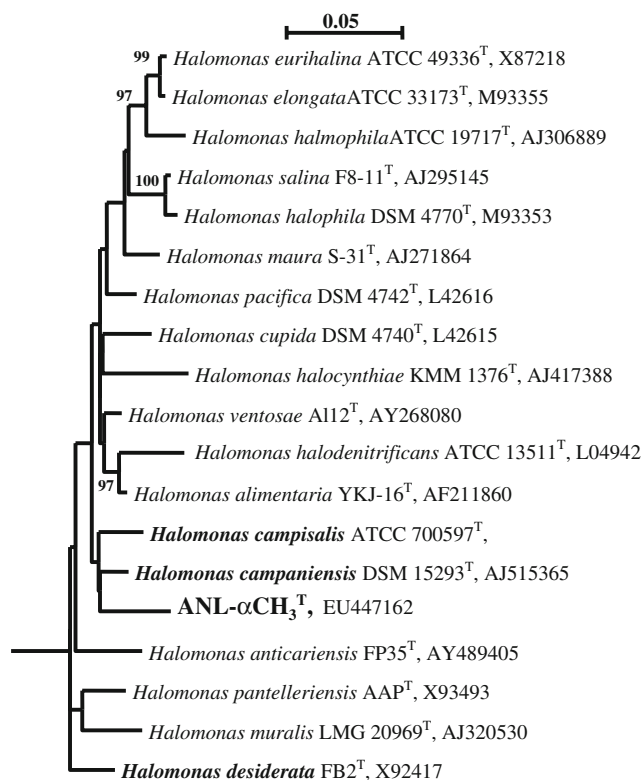 0.05
99
Halomonas eurihalina ATCC 49336ᵀ, X87218
Halomonas elongataATCC 33173ᵀ, M93355
97
Halomonas halmophilaATCC 19717ᵀ, AJ306889
100
Halomonas salina F8-11ᵀ, AJ295145
Halomonas halophila DSM 4770ᵀ, M93353
Halomonas maura S-31ᵀ, AJ271864
Halomonas pacifica DSM 4742ᵀ, L42616
Halomonas cupida DSM 4740ᵀ, L42615
Halomonas halocynthiae KMM 1376ᵀ, AJ417388
Halomonas ventosae Al12ᵀ, AY268080
Halomonas halodenitrificans ATCC 13511ᵀ, L04942
97
Halomonas alimentaria YKJ-16ᵀ, AF211860
Halomonas campisalis ATCC 700597ᵀ,
Halomonas campaniensis DSM 15293ᵀ, AJ515365
ANL-αCH₃ᵀ, EU447162
Halomonas anticariensis FP35ᵀ, AY489405
Halomonas pantelleriensis AAPᵀ, X93493
Halomonas muralis LMG 20969ᵀ, AJ320530
Halomonas desiderata FB2ᵀ, X92417